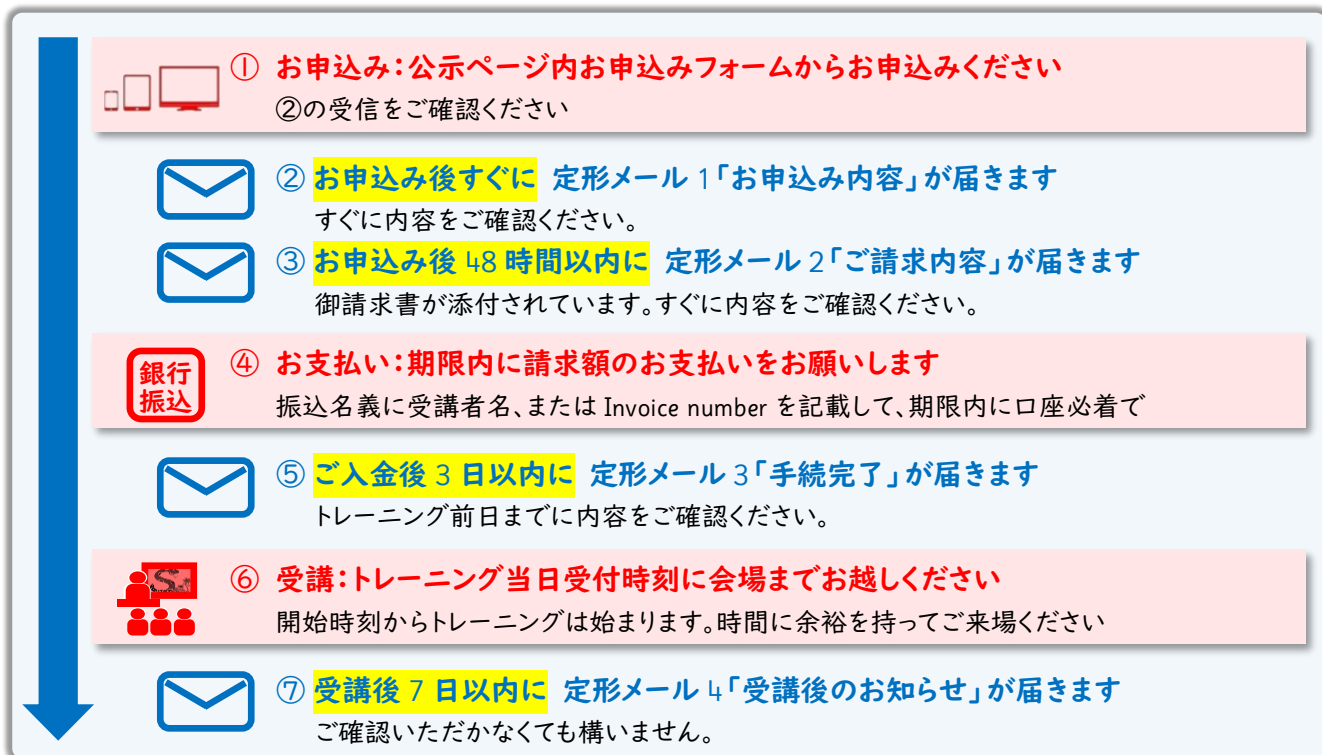 ① お申込み：公示ページ内お申込みフォームからお申込みください
②の受信をご確認ください
② お申込み後すぐに 定形メール 1「お申込み内容」が届きます
すぐに内容をご確認ください。
③ お申込み後 48 時間以内に 定形メール 2「ご請求内容」が届きます
御請求書が添付されています。すぐに内容をご確認ください。
銀行
振込
④ お支払い：期限内に請求額のお支払いをお願いします
振込名義に受講者名、または Invoice number を記載して、期限内に口座必着で
⑤ ご入金後 3 日以内に 定形メール 3「手続完了」が届きます
トレーニング前日までに内容をご確認ください。
⑥ 受講：トレーニング当日受付時刻に会場までお越しください
開始時刻からトレーニングは始まります。時間に余裕を持ってご来場ください
⑦ 受講後 7 日以内に 定形メール 4「受講後のお知らせ」が届きます
ご確認いただかなくても構いません。